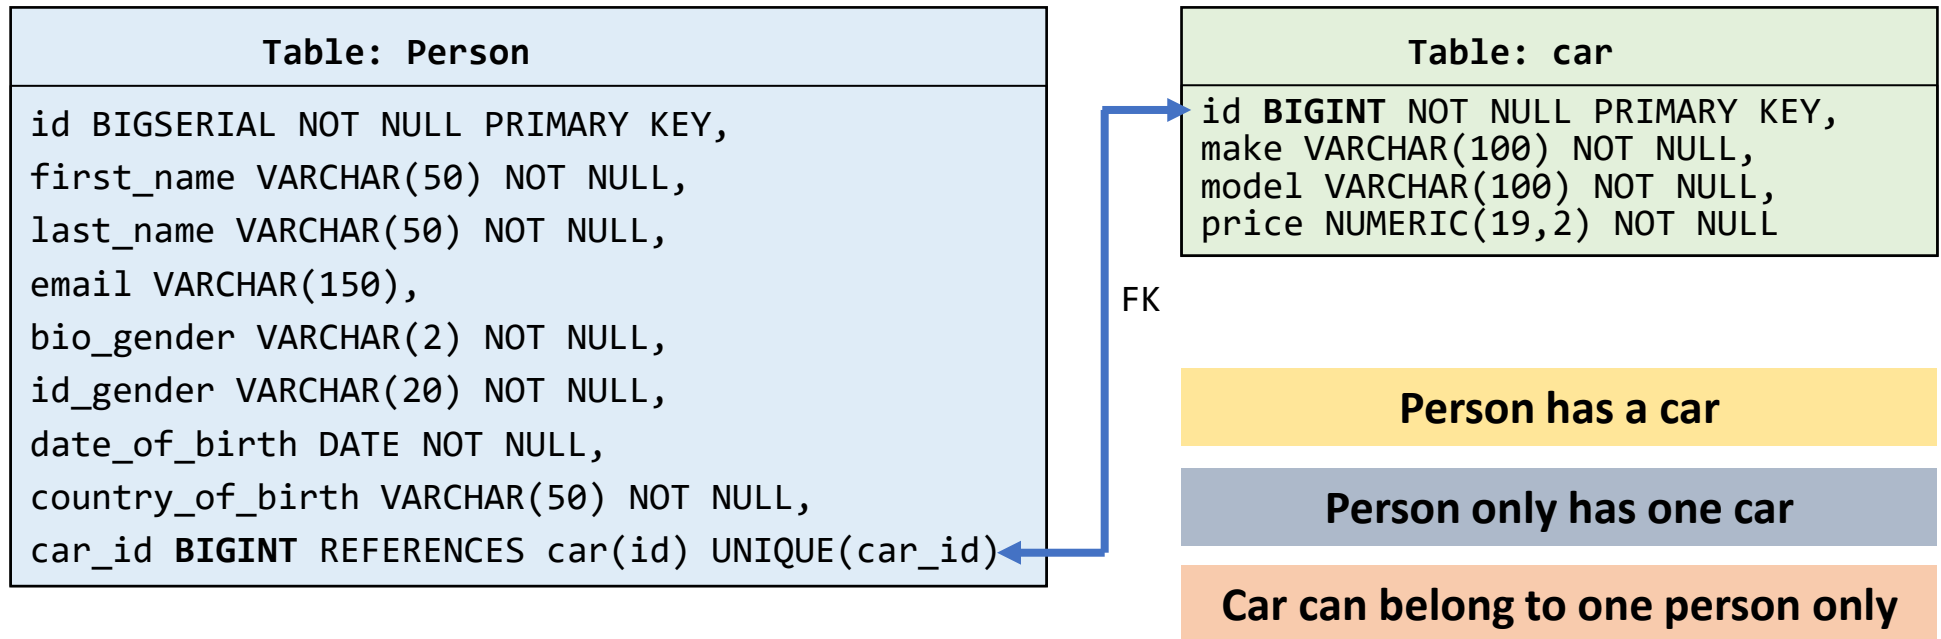 Table: Person
id BIGSERIAL NOT NULL PRIMARY KEY,
first_name VARCHAR(50) NOT NULL,
last_name VARCHAR(50) NOT NULL,
email VARCHAR(150),
bio_gender VARCHAR(2) NOT NULL,
id_gender VARCHAR(20) NOT NULL,
date_of_birth DATE NOT NULL,
country_of_birth VARCHAR(50) NOT NULL,
car_id BIGINT REFERENCES car(id) UNIQUE(car_id)
FK
Table: car
id BIGINT NOT NULL PRIMARY KEY,
make VARCHAR(100) NOT NULL,
model VARCHAR(100) NOT NULL,
price NUMERIC(19,2) NOT NULL
Person has a car
Person only has one car
Car can belong to one person only